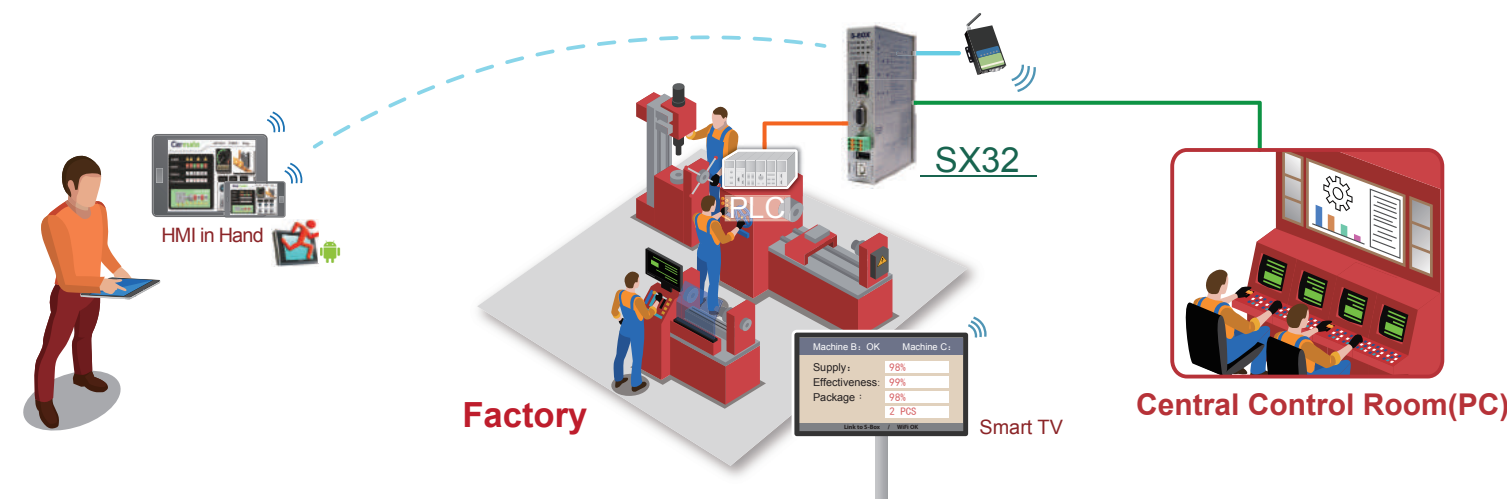 S-BOX
SX32
PLC
HMI in Hand
Factory
Machine B：OK Machine C：
Supply： 98%
Effectiveness: 99%
Package： 98%
2 PCS
Link to S-Box / WiFi OK
Smart TV
Central Control Room(PC)